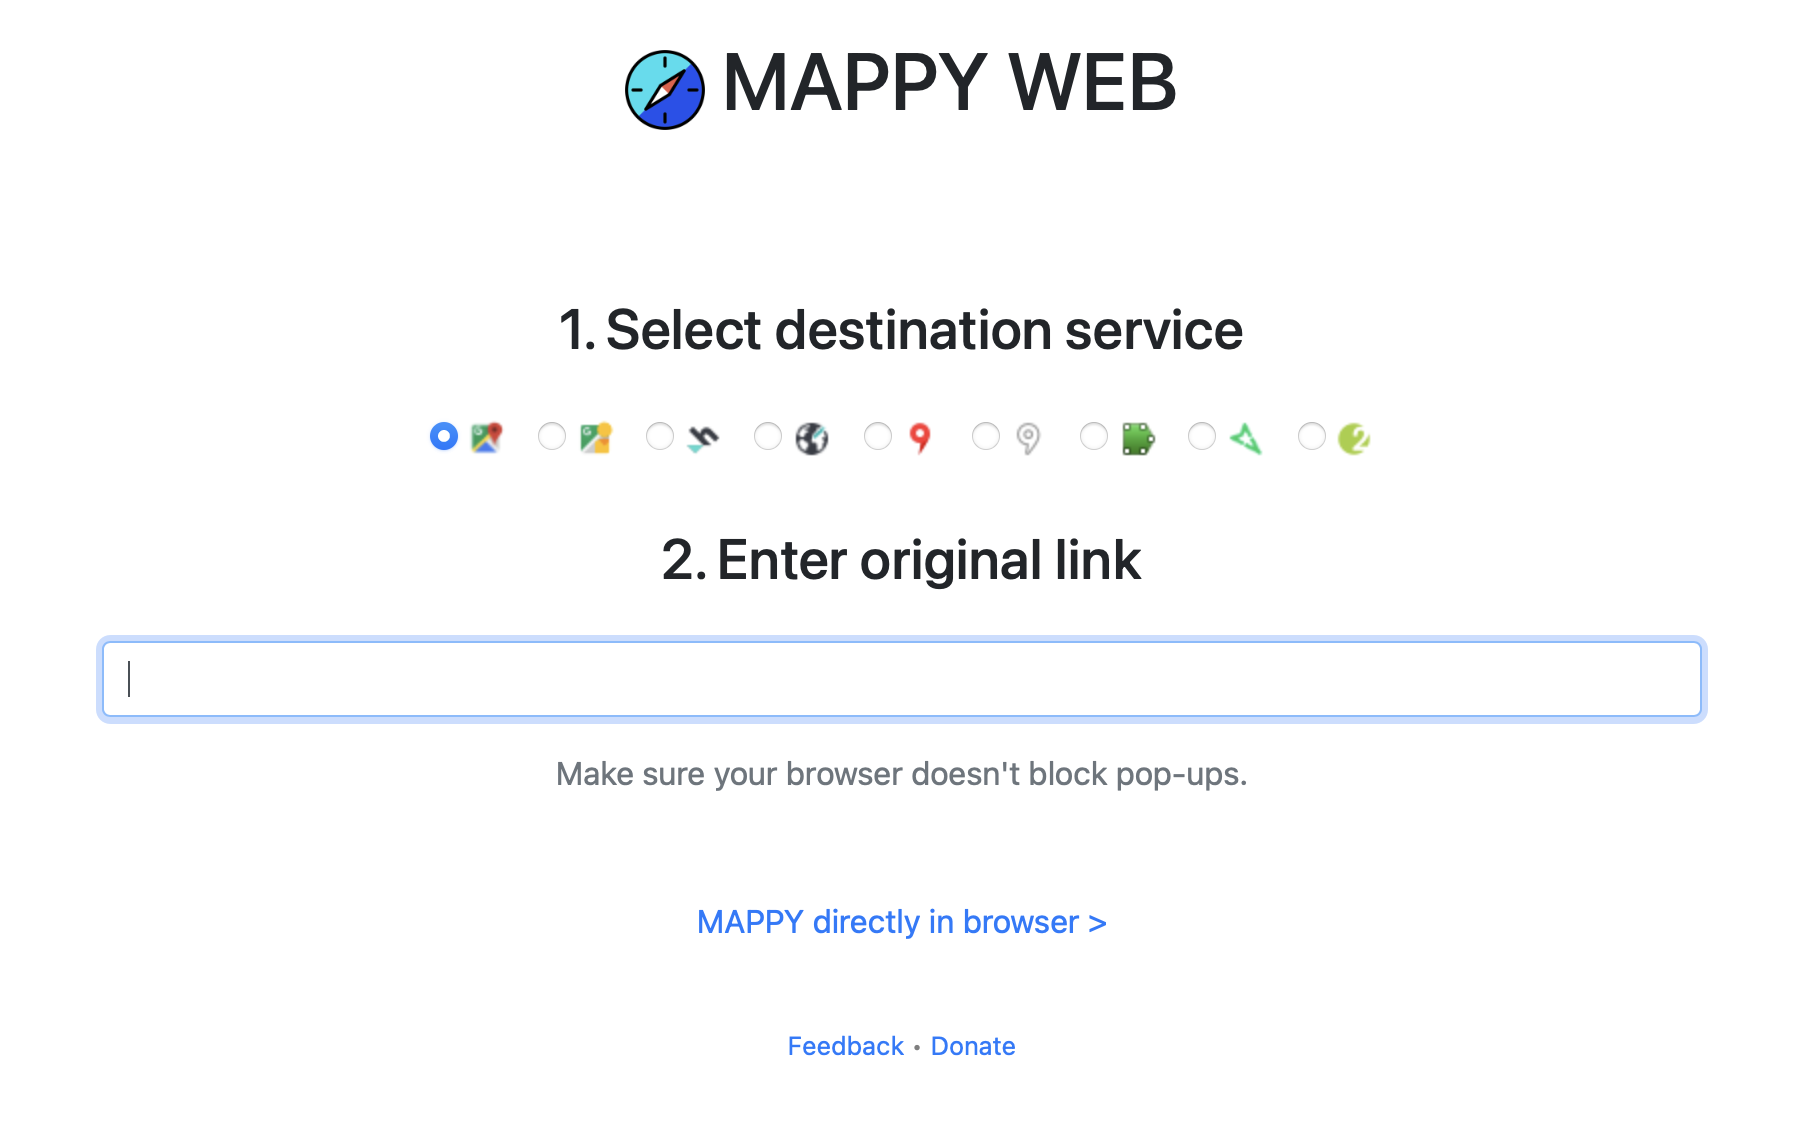 MAPPY WEB
1. Select destination service
2. Enter original link
Make sure your browser doesn't block pop-ups.
MAPPY directly in browser >
Feedback • Donate